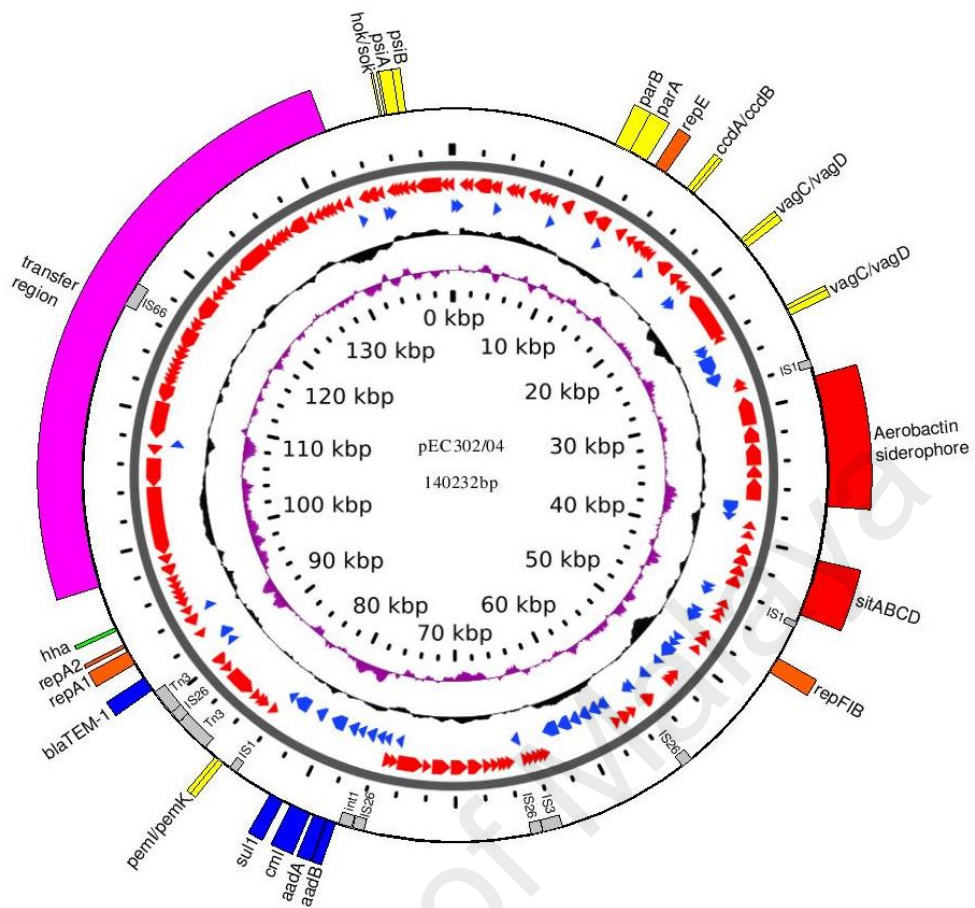 hok/sok
psiA
psiB
parB
parA
repE
ccdA/ccdB
vagC/vagD
vagC/vagD
IS1
Aerobactin
siderophore
sitABCD
IS1
repFIB
IS26
IS3
IS26
IS26
int1
aadB
aadA
cml
sul1
pemI/pemK
IS1
Tn3
IS26
Tn3
blaTEM-1
repA1
repA2
hha
transfer
region
IS66
0 kbp
10 kbp
20 kbp
30 kbp
40 kbp
50 kbp
60 kbp
70 kbp
80 kbp
90 kbp
100 kbp
110 kbp
120 kbp
130 kbp
pEC302/04
140232bp
of Malaya